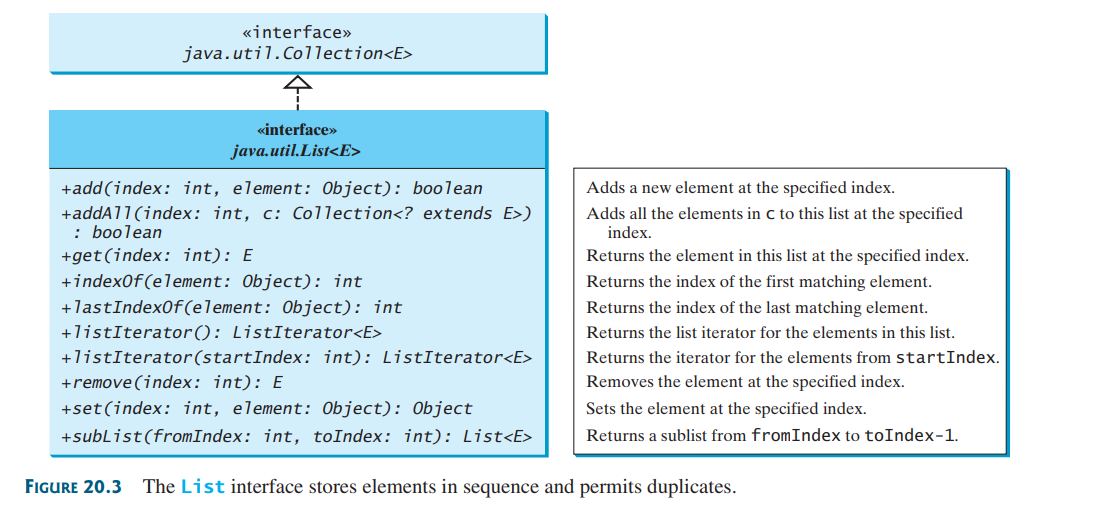 «interface»
java.util.Collection<E>
«interface»
java.util.List<E>
+add(index: int, element: Object): boolean
+addAll(index: int, c: Collection<? extends E>)
: boolean
+get(index: int): E
+indexOf(element: Object): int
+lastIndexOf(element: Object): int
+listIterator(): ListIterator<E>
+listIterator(startIndex: int): ListIterator<E>
+remove(index: int): E
+set(index: int, element: Object): Object
+subList(fromIndex: int, toIndex: int): List<E>
Adds a new element at the specified index.
Adds all the elements in c to this list at the specified
index.
Returns the element in this list at the specified index.
Returns the index of the first matching element.
Returns the index of the last matching element.
Returns the list iterator for the elements in this list.
Returns the iterator for the elements from startIndex.
Removes the element at the specified index.
Sets the element at the specified index.
Returns a sublist from fromIndex to toIndex-1.
FIGURE 20.3 The List interface stores elements in sequence and permits duplicates.